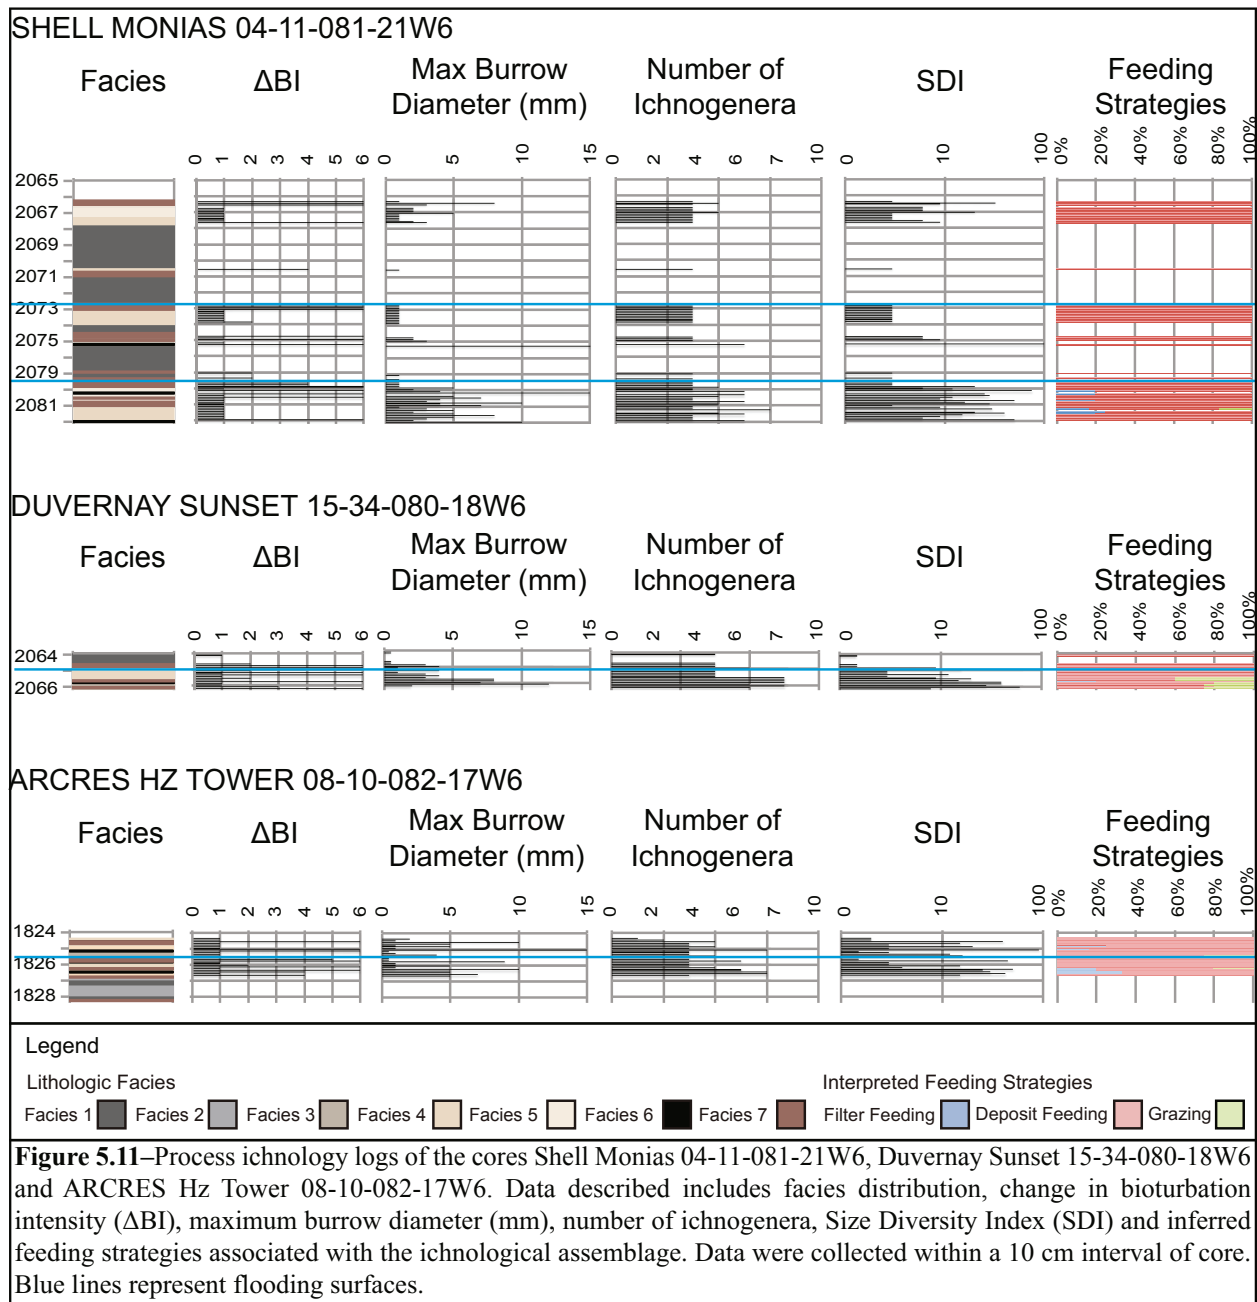 SHELL MONIAS 04-11-081-21W6
Facies ΔBI Max Burrow Diameter (mm) Number of Ichnogenera SDI Feeding Strategies
0 1 2 3 4 5 6 0 5 10 15 0 2 4 5 6 7 10 0 10 100 0% 20% 40% 60% 80% 100%
2065
2067
2069
2071
2073
2075
2079
2081
DUVERNAY SUNSET 15-34-080-18W6
Facies ΔBI Max Burrow Diameter (mm) Number of Ichnogenera SDI Feeding Strategies
0 1 2 3 4 5 6 0 5 10 15 0 4 5 7 10 0 10 100 0% 20% 40% 60% 80% 100%
2064
2066
ARCRES HZ TOWER 08-10-082-17W6
Facies ΔBI Max Burrow Diameter (mm) Number of Ichnogenera SDI Feeding Strategies
0 1 2 3 4 5 6 0 5 10 15 0 2 4 6 7 10 0 10 100 0% 20% 40% 60% 80% 100%
1824
1826
1828
Legend
Lithologic Facies Interpreted Feeding Strategies
Facies 1 Facies 2 Facies 3 Facies 4 Facies 5 Facies 6 Facies 7 Filter Feeding Deposit Feeding Grazing
Figure 5.11–Process ichnology logs of the cores Shell Monias 04-11-081-21W6, Duvernay Sunset 15-34-080-18W6
and ARCRES Hz Tower 08-10-082-17W6. Data described includes facies distribution, change in bioturbation
intensity (ΔBI), maximum burrow diameter (mm), number of ichnogenera, Size Diversity Index (SDI) and inferred
feeding strategies associated with the ichnological assemblage. Data were collected within a 10 cm interval of core.
Blue lines represent flooding surfaces.